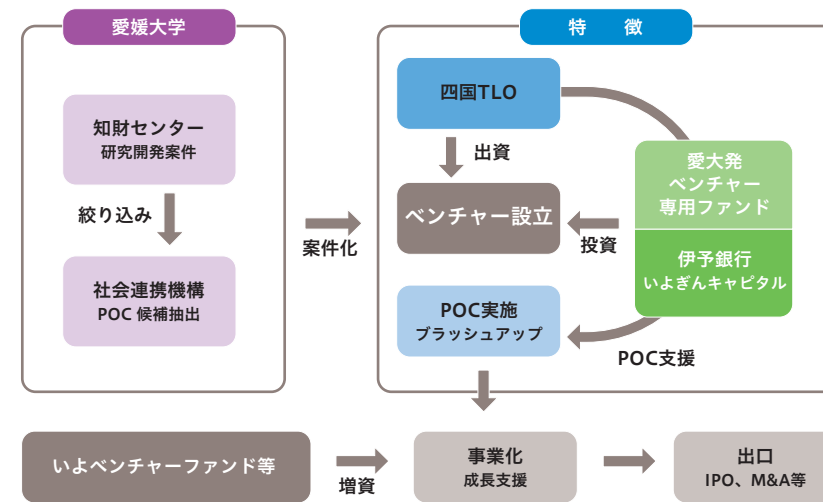 愛媛大学
知財センター
研究開発案件
絞り込み
社会連携機構
POC 候補抽出
案件化
特 徴
四国TLO
出資
ベンチャー設立
投資
愛大発
ベンチャー
専用ファンド
伊予銀行
いよぎんキャピタル
POC実施
ブラッシュアップ
POC支援
いよベンチャーファンド等
増資
事業化
成長支援
出口
IPO、M&A等